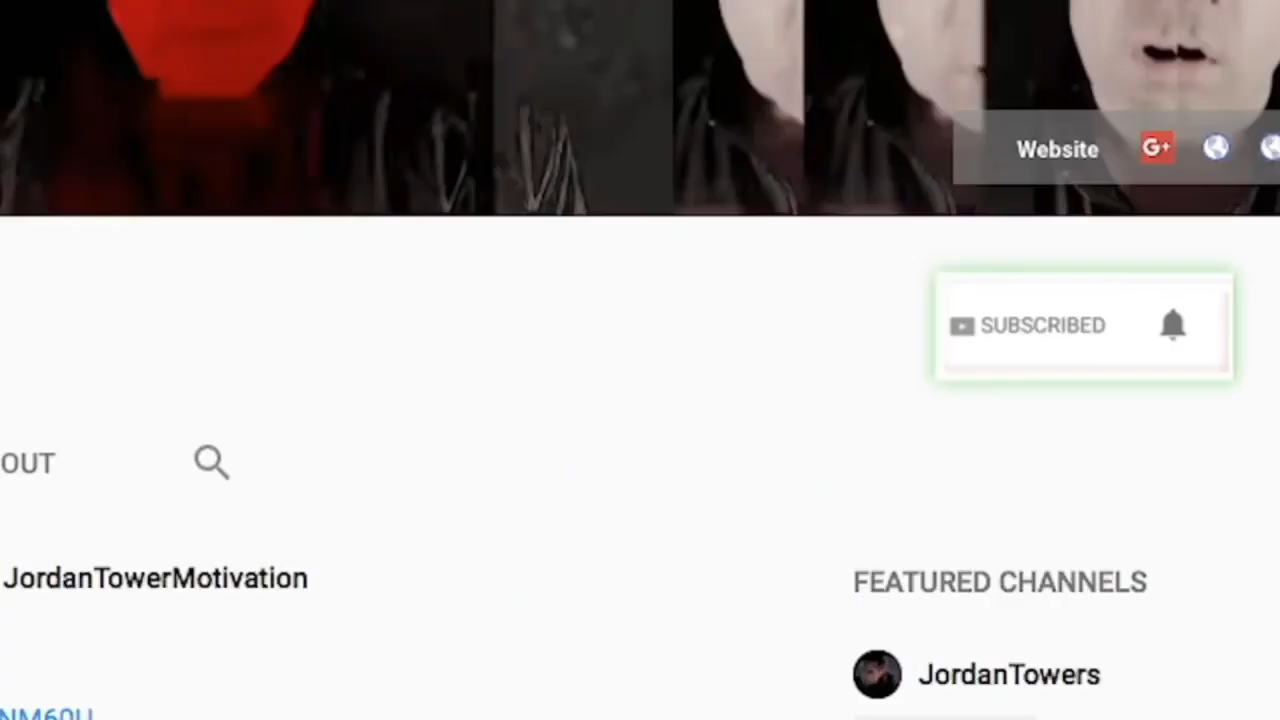 Website G+
SUBSCRIBED
OUT
JordanTowerMotivation
FEATURED CHANNELS
JordanTowers